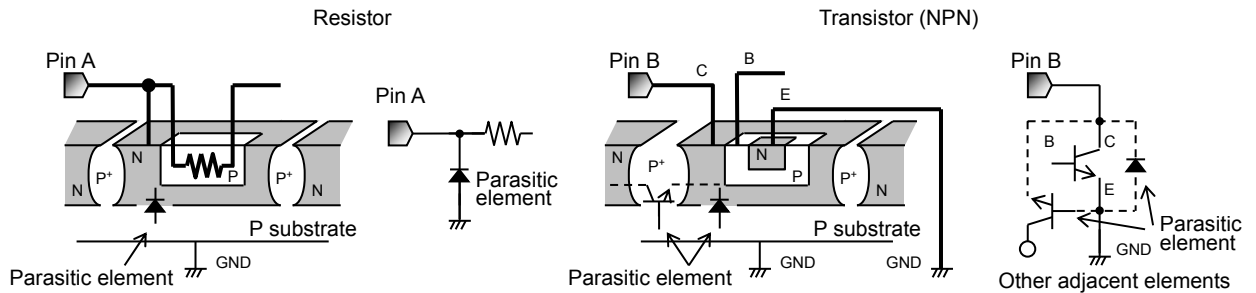 Resistor
Transistor (NPN)
Pin A
Pin A
N
N
P+
P
P+
N
Parasitic element
P substrate
GND
Parasitic element
Pin B
C
B
E
N
P+
N
P
P+
N
P substrate
GND
GND
Parasitic element
Pin B
B
C
E
Parasitic element
Other adjacent elements